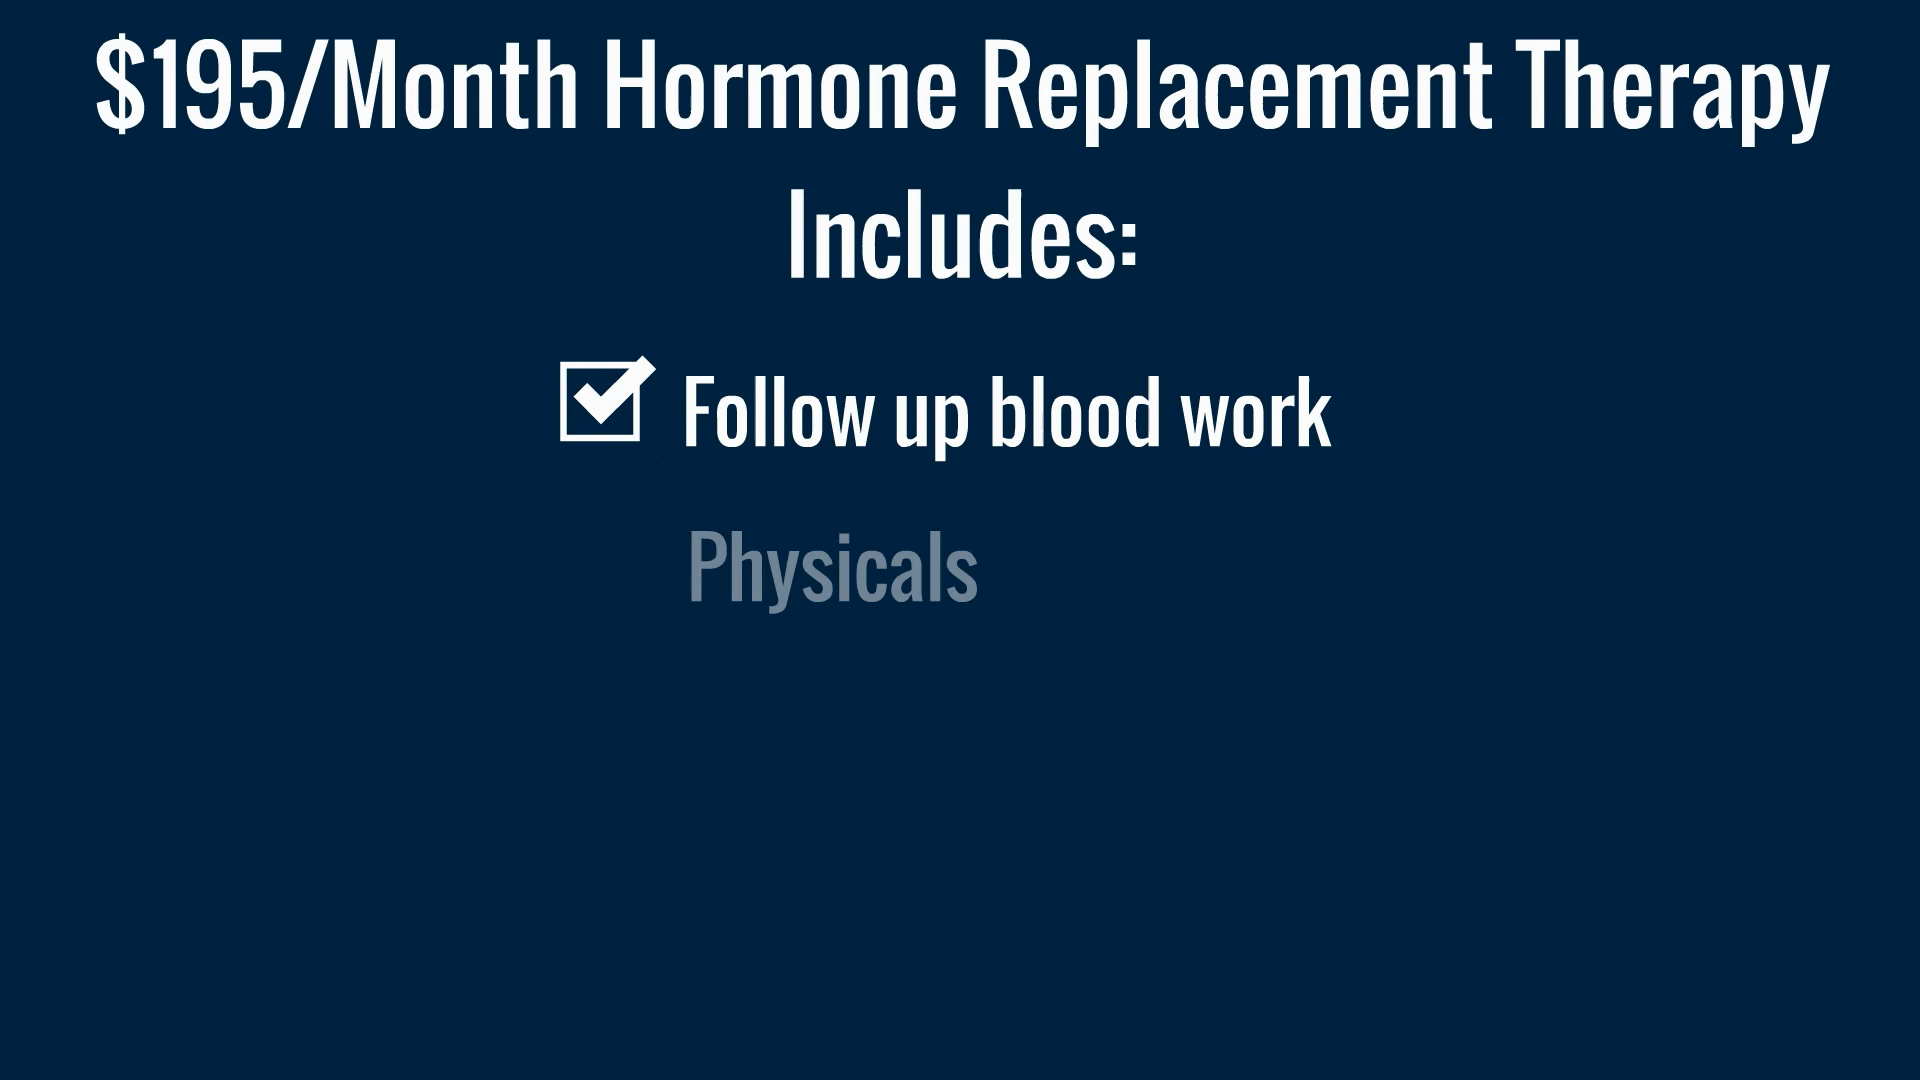 $195/Month Hormone Replacement Therapy
Includes:
Follow up blood work
Physicals